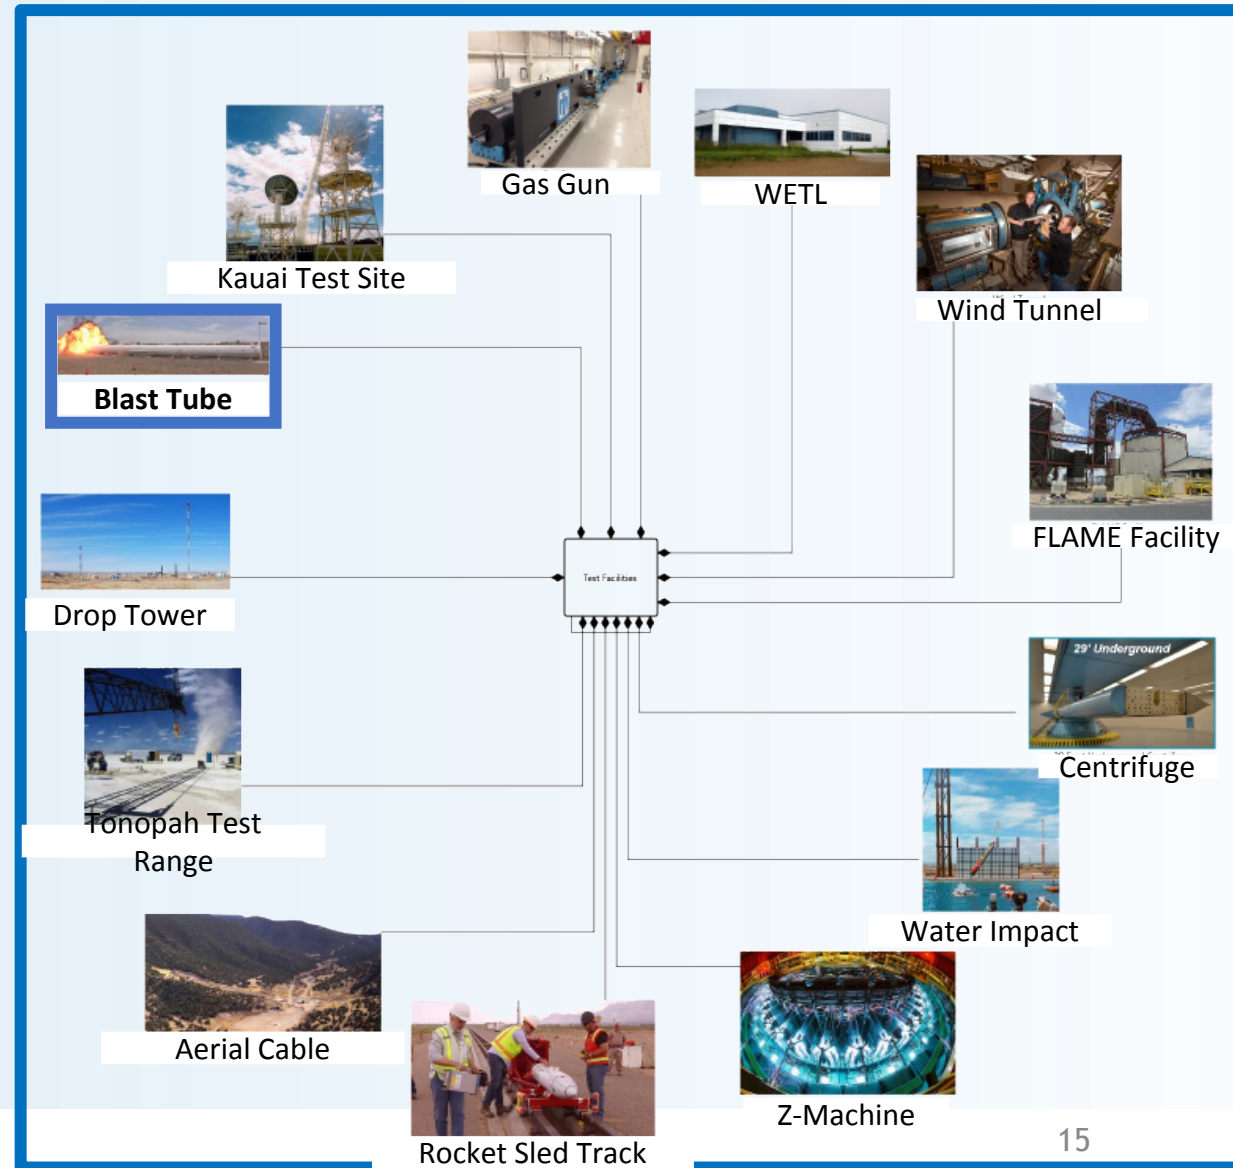 Gas Gun
WETL
Kauai Test Site
Wind Tunnel
Blast Tube
FLAME Facility
Test Facilities
Drop Tower
29' Underground
Centrifuge
Tonopah Test
Range
Water Impact
Aerial Cable
Z-Machine
Rocket Sled Track
15